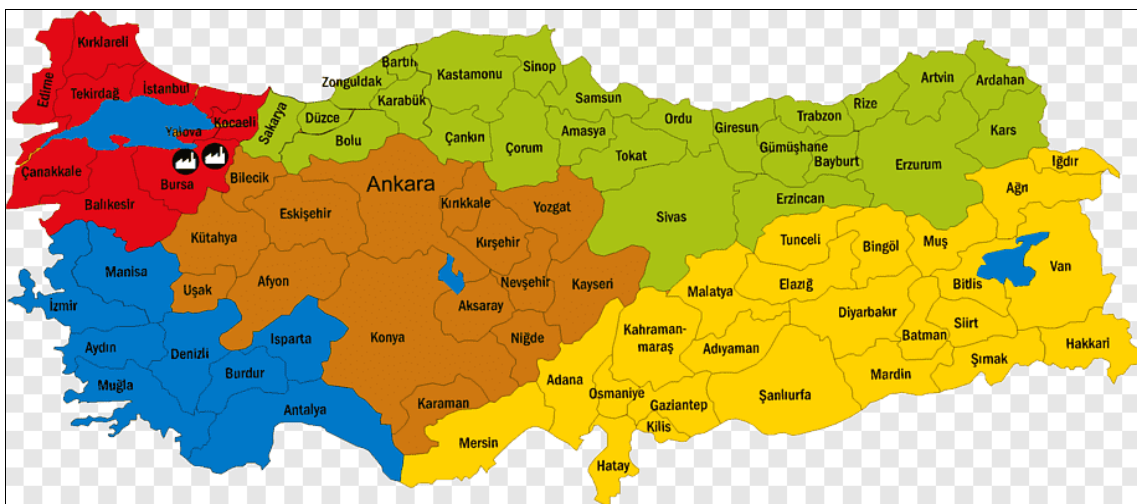 Kırklareli
Edirne
Tekirdağ
İstanbul
Yalova
Kocaeli
Çanakkale
Bursa
Balıkesir
Sakarya
Düzce
Zonguldak
Bartın
Karabük
Bolu
Kastamonu
Sinop
Çankırı
Çorum
Samsun
Amasya
Tokat
Ordu
Giresun
Sivas
Gümüşhane
Trabzon
Bayburt
Rize
Artvin
Ardahan
Kars
Erzurum
Erzincan
Bilecik
Eskişehir
Ankara
Kırıkkale
Yozgat
Kütahya
Kırşehir
Uşak
Afyon
Nevşehir
Kayseri
Aksaray
Konya
Niğde
Karaman
Manisa
İzmir
Aydın
Denizli
Isparta
Muğla
Burdur
Antalya
Iğdır
Ağrı
Tunceli
Bingöl
Muş
Van
Bitlis
Malatya
Elazığ
Diyarbakır
Siirt
Batman
Kahraman-
maraş
Adıyaman
Hakkari
Şırnak
Mardin
Şanlıurfa
Adana
Osmaniye
Gaziantep
Kilis
Mersin
Hatay